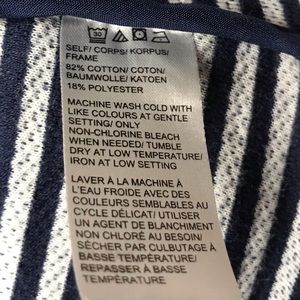 30
SELF/ CORPS/ KORPUS/
FRAME
82% COTTON/ COTON/
BAUMWOLLE/ KATOEN
18% POLYESTER
MACHINE WASH COLD WITH
LIKE COLOURS AT GENTLE
SETTING/ ONLY
NON-CHLORINE BLEACH
WHEN NEEDED/ TUMBLE
DRY AT LOW TEMPERATURE/
IRON AT LOW SETTING
LAVER À LA MACHINE À
L'EAU FROIDE AVEC DES
COULEURS SEMBLABLES AU
CYCLE DÉLICAT/ UTILISER
UN AGENT DE BLANCHIMENT
NON CHLORÉ AU BESOIN/
SÉCHER PAR CULBUTAGE À
BASSE TEMPÉRATURE/
REPASSER À BASSE
TEMPÉRATURE/